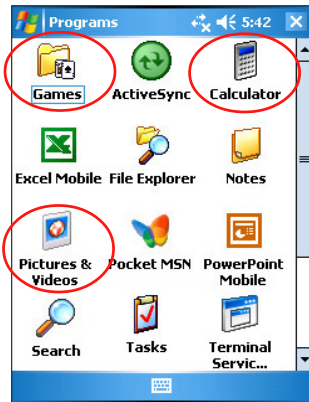 Programs 5:42
Games ActiveSync Calculator
Excel Mobile File Explorer Notes
Pictures & Pocket MSN PowerPoint
Videos Mobile
Search Tasks Terminal
Servic...